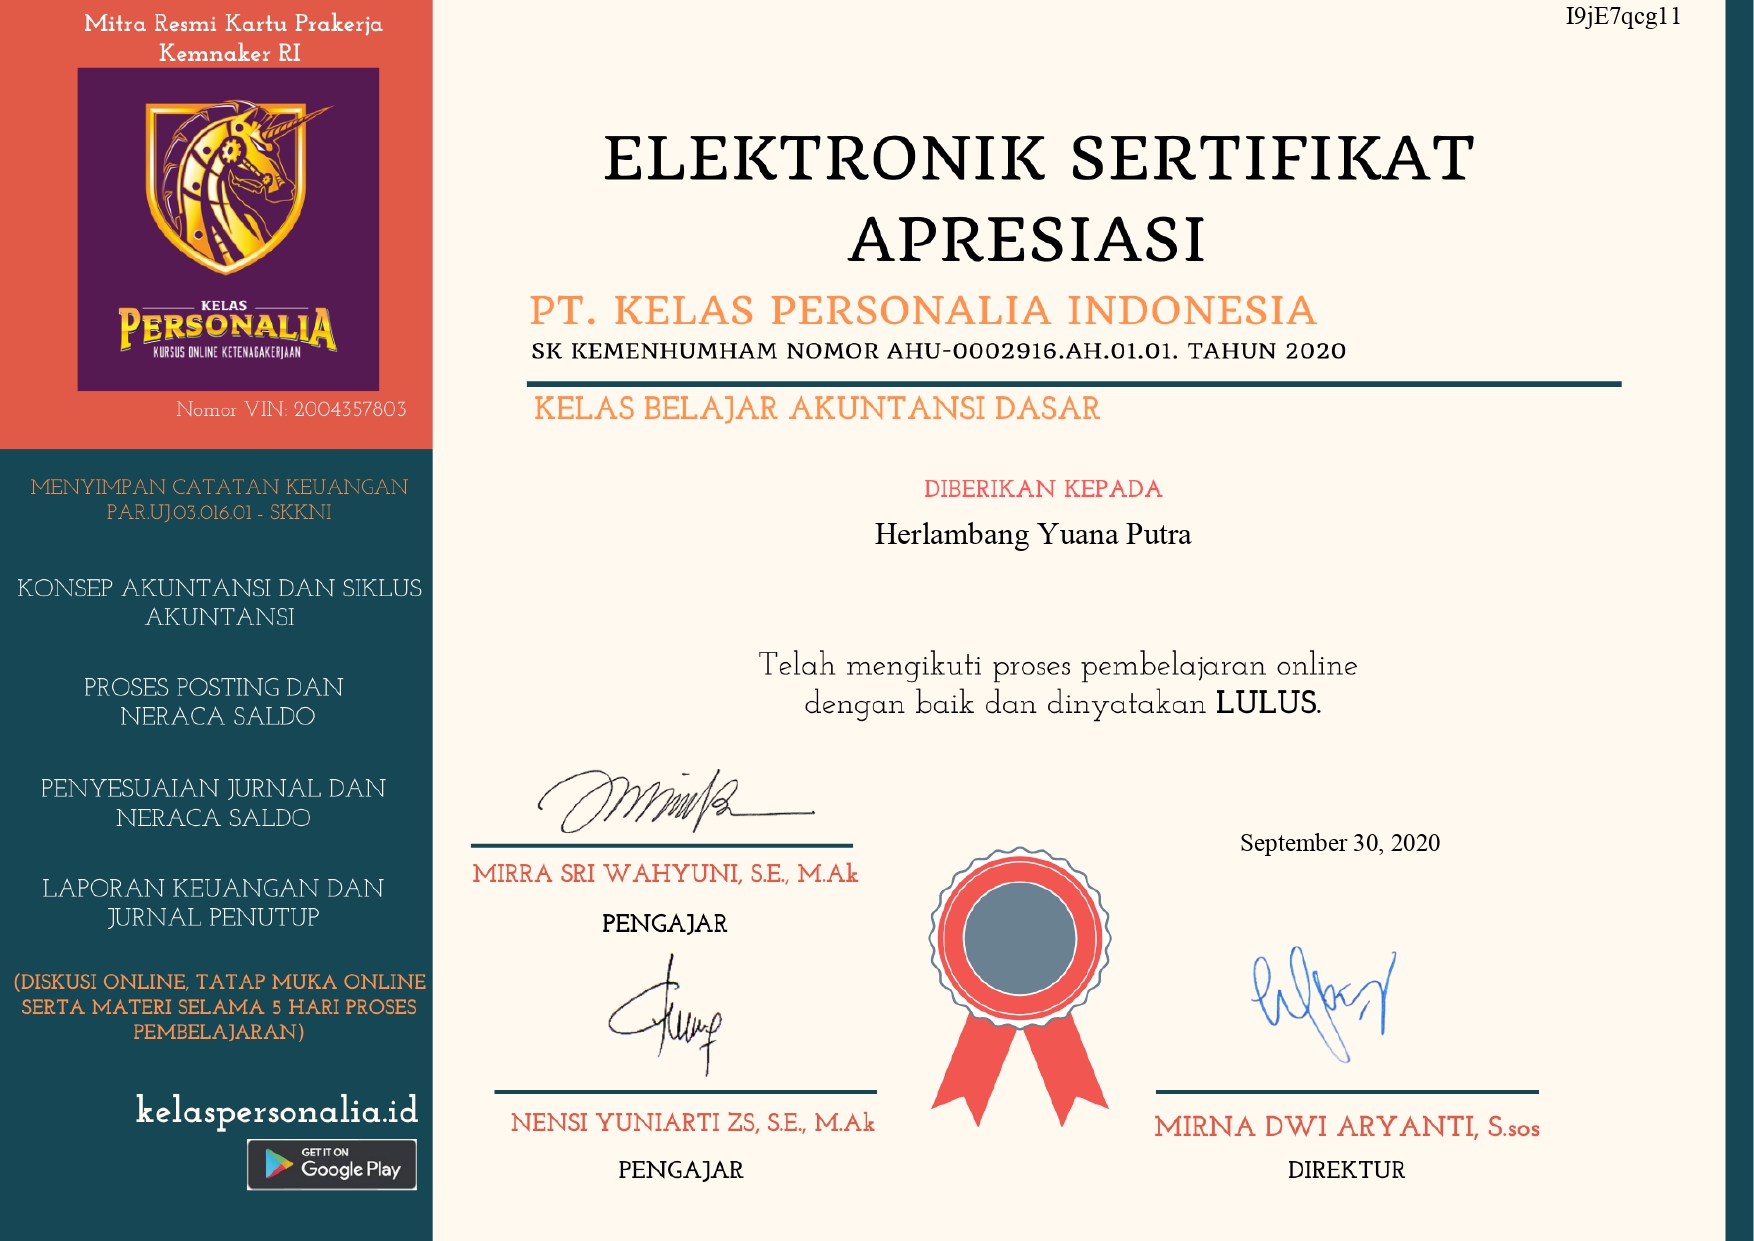 Mitra Resmi Kartu Prakerja
Kemnaker RI
KELAS
PERSONALIA
KURSUS ONLINE KETENAGAKERJAAN
Nomor VIN: 2004357803
MENYIMPAN CATATAN KEUANGAN
PAR.UJ.03.016.01 - SKKNI
KONSEP AKUNTANSI DAN SIKLUS
AKUNTANSI
PROSES POSTING DAN
NERACA SALDO
PENYESUAIAN JURNAL DAN
NERACA SALDO
LAPORAN KEUANGAN DAN
JURNAL PENUTUP
(DISKUSI ONLINE, TATAP MUKA ONLINE
SERTA MATERI SELAMA 5 HARI PROSES
PEMBELAJARAN)
kelaspersonalia.id
GET IT ON
Google Play
I9jE7qcg11
ELEKTRONIK SERTIFIKAT
APRESIASI
PT. KELAS PERSONALIA INDONESIA
SK KEMENHUMHAM NOMOR AHU-0002916.AH.01.01. TAHUN 2020
KELAS BELAJAR AKUNTANSI DASAR
DIBERIKAN KEPADA
Herlambang Yuana Putra
Telah mengikuti proses pembelajaran online
dengan baik dan dinyatakan LULUS.
MIRRA SRI WAHYUNI, S.E., M.Ak
PENGAJAR
NENSI YUNIARTI ZS, S.E., M.Ak
PENGAJAR
September 30, 2020
MIRNA DWI ARYANTI, S.sos
DIREKTUR